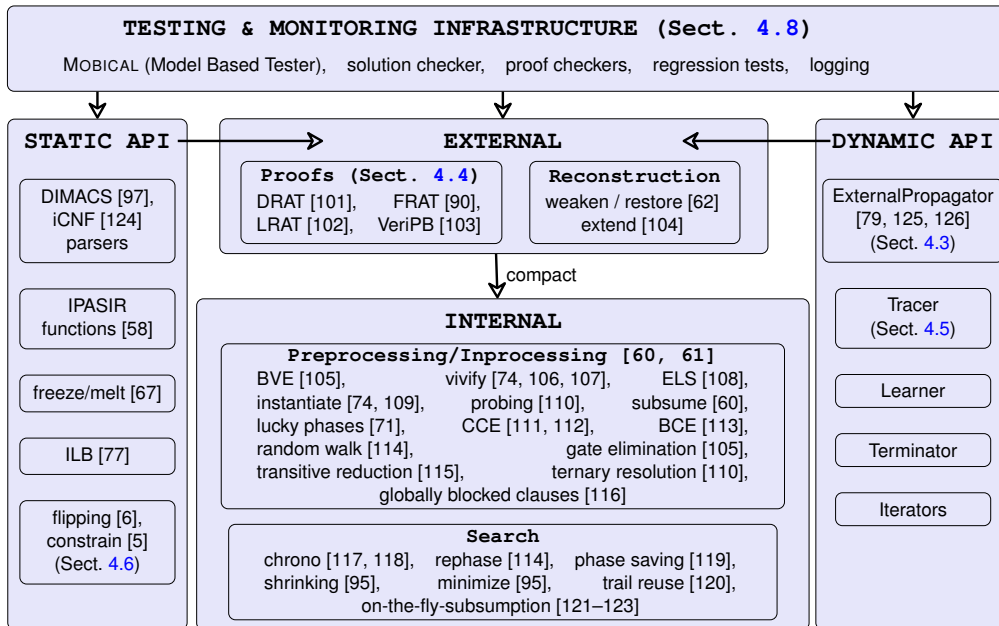 TESTING & MONITORING INFRASTRUCTURE (Sect. 4.8)
MOBICAL (Model Based Tester), solution checker, proof checkers, regression tests, logging
STATIC API
DIMACS [97],
iCNF [124]
parsers
IPASIR
functions [58]
freeze/melt [67]
ILB [77]
flipping [6],
constrain [5]
(Sect. 4.6)
EXTERNAL
Proofs (Sect. 4.4)
DRAT [101], FRAT [90],
LRAT [102], VeriPB [103]
Reconstruction
weaken / restore [62]
extend [104]
compact
INTERNAL
Preprocessing/Inprocessing [60, 61]
BVE [105], vivify [74, 106, 107], ELS [108],
instantiate [74, 109], probing [110], subsume [60],
lucky phases [71], CCE [111, 112], BCE [113],
random walk [114], gate elimination [105],
transitive reduction [115], ternary resolution [110],
globally blocked clauses [116]
Search
chrono [117, 118], rephase [114], phase saving [119],
shrinking [95], minimize [95], trail reuse [120],
on-the-fly-subsumption [121–123]
DYNAMIC API
ExternalPropagator
[79, 125, 126]
(Sect. 4.3)
Tracer
(Sect. 4.5)
Learner
Terminator
Iterators